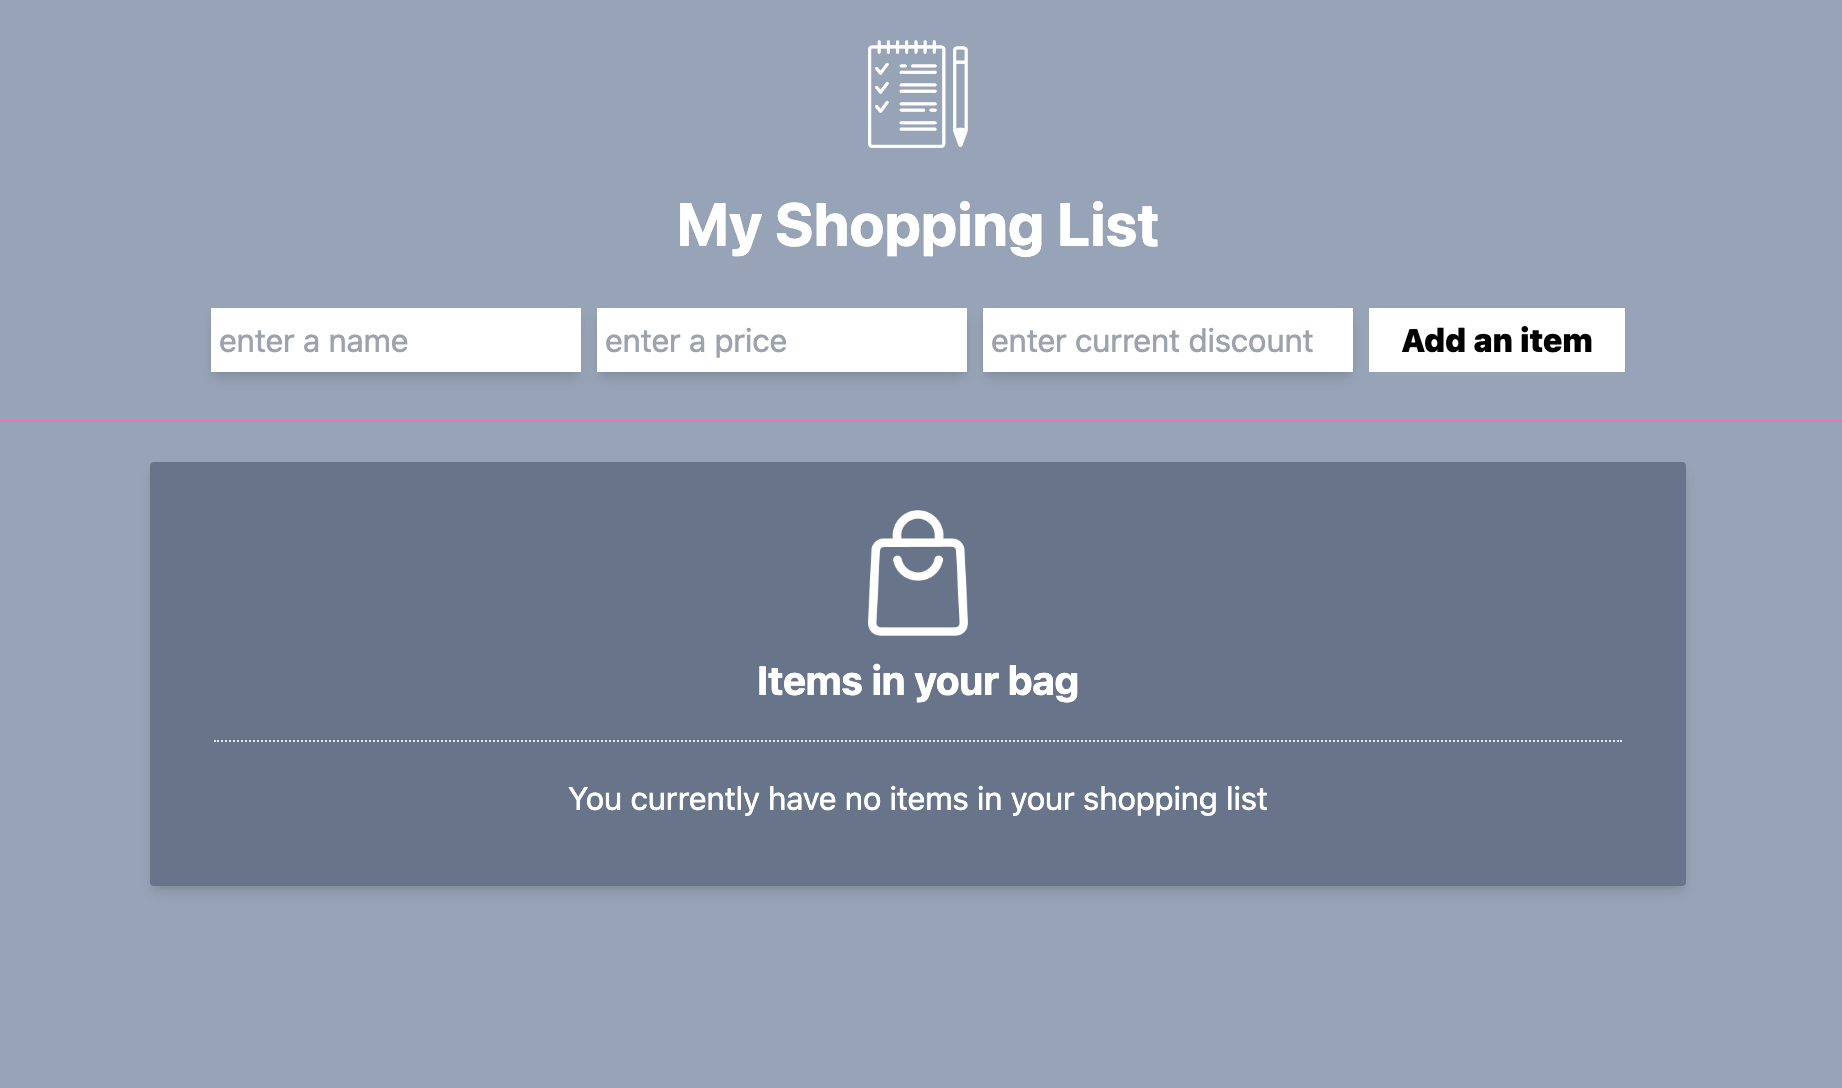 My Shopping List
enter a name
enter a price
enter current discount
Add an item
Items in your bag
You currently have no items in your shopping list